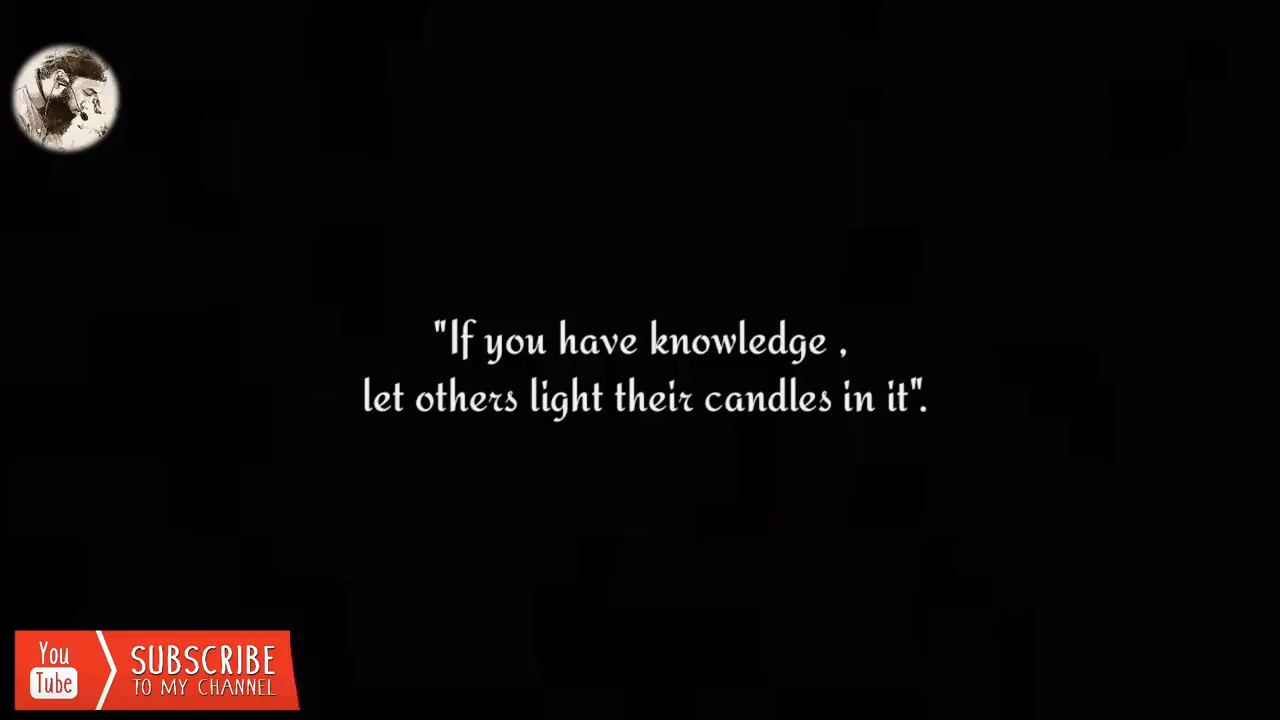 "If you have knowledge ,
let others light their candles in it".
You
Tube
SUBSCRIBE
TO MY CHANNEL